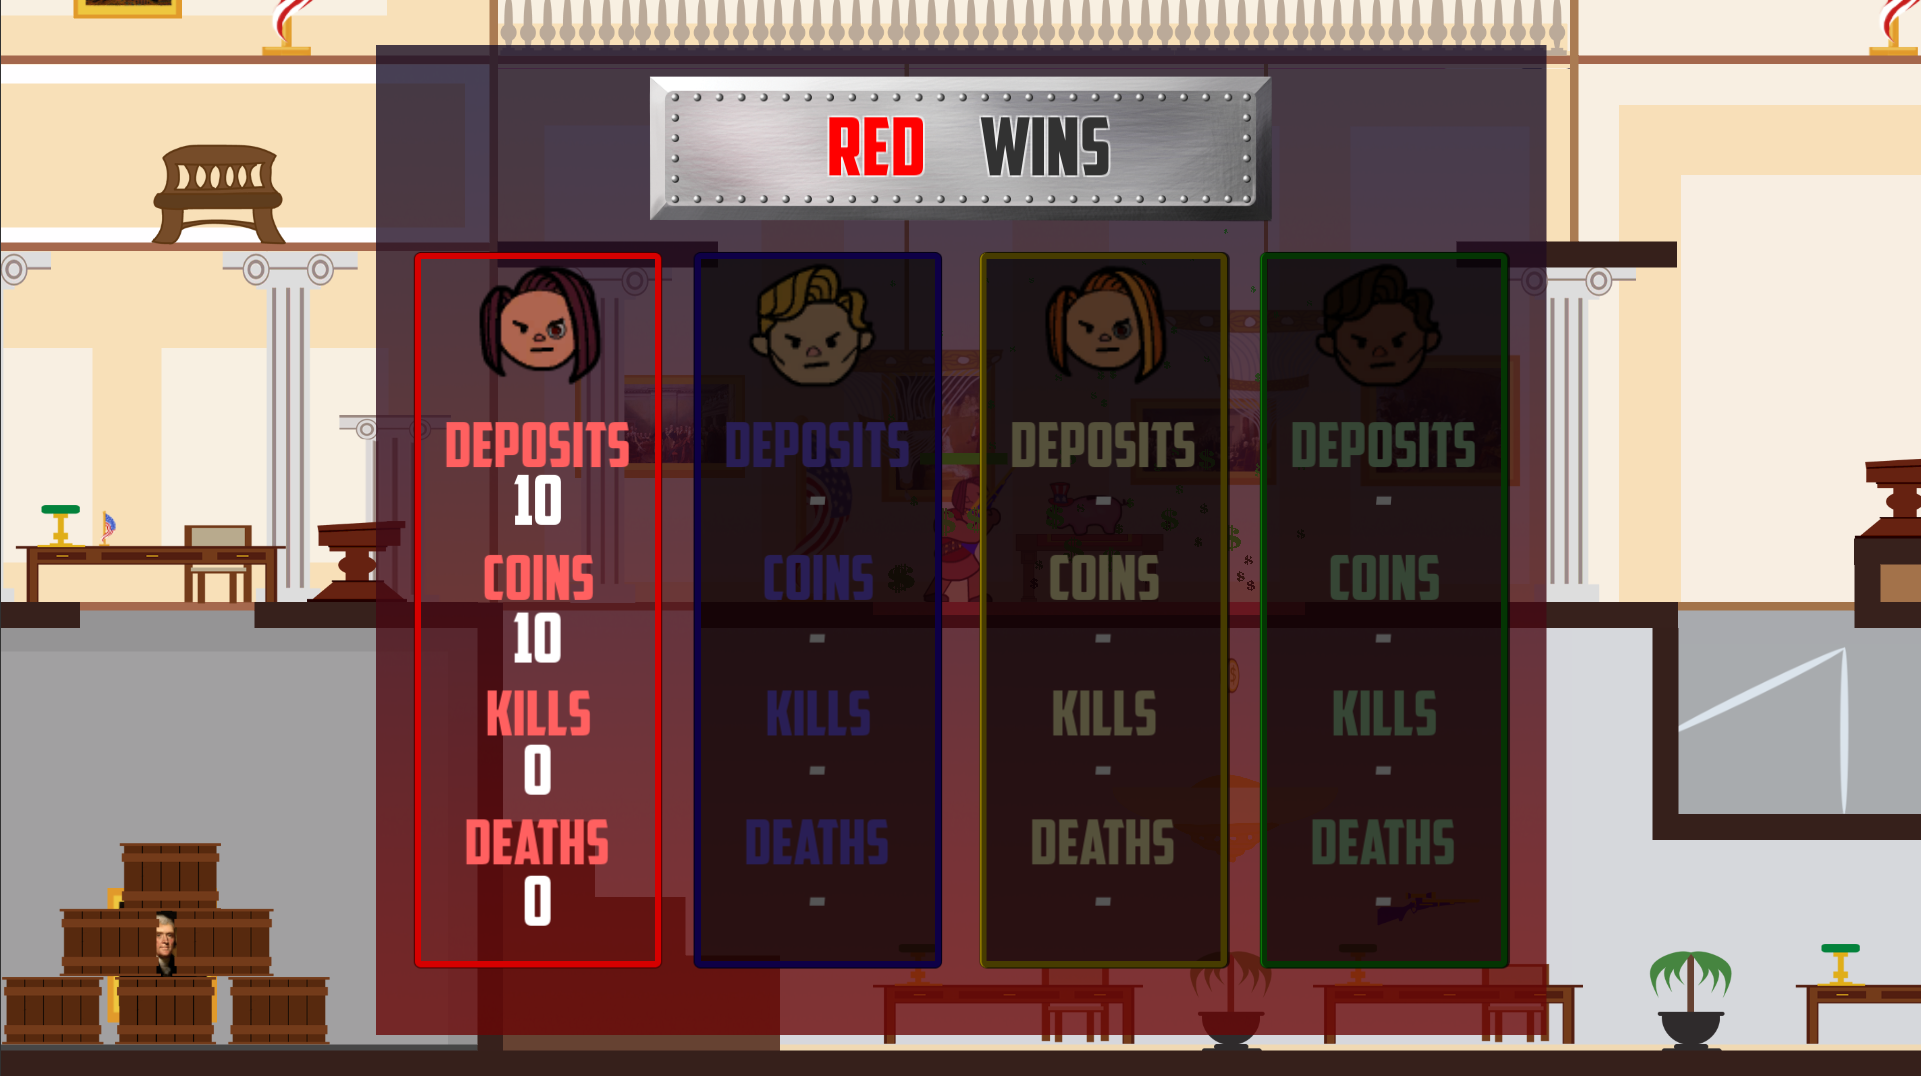 RED WINS
DEPOSITS DEPOSITS DEPOSITS DEPOSITS
10 - - -
COINS COINS COINS COINS
10 - - -
KILLS KILLS KILLS KILLS
0 - - -
DEATHS DEATHS DEATHS DEATHS
0 - - -